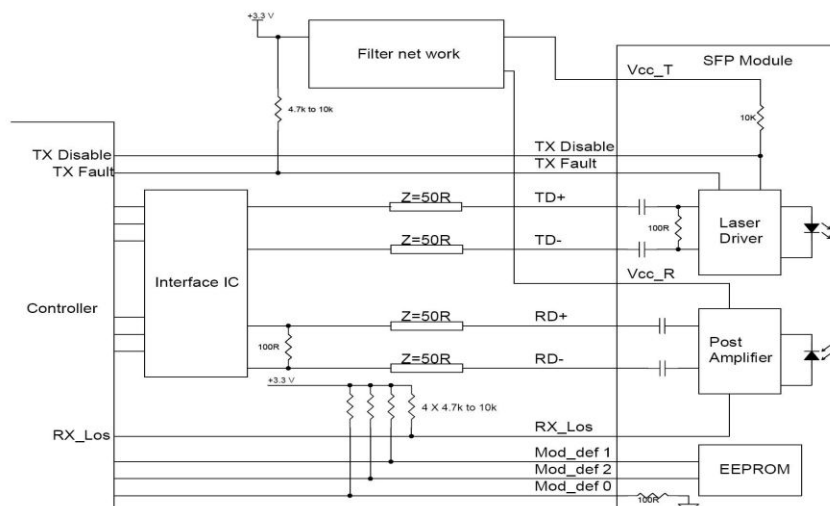 +3.3 V
Filter net work
SFP Module
Vcc_T
4.7k to 10k
10K
TX Disable
TX Disable
TX Fault
TX Fault
Z=50R
TD+
Laser
Driver
100R
Z=50R
TD-
Interface IC
Vcc_R
Controller
Z=50R
RD+
Post
Amplifier
100R
Z=50R
RD-
+3.3 V
4 X 4.7k to 10k
RX_Los
RX_Los
Mod_def 1
Mod_def 2
EEPROM
Mod_def 0
100R